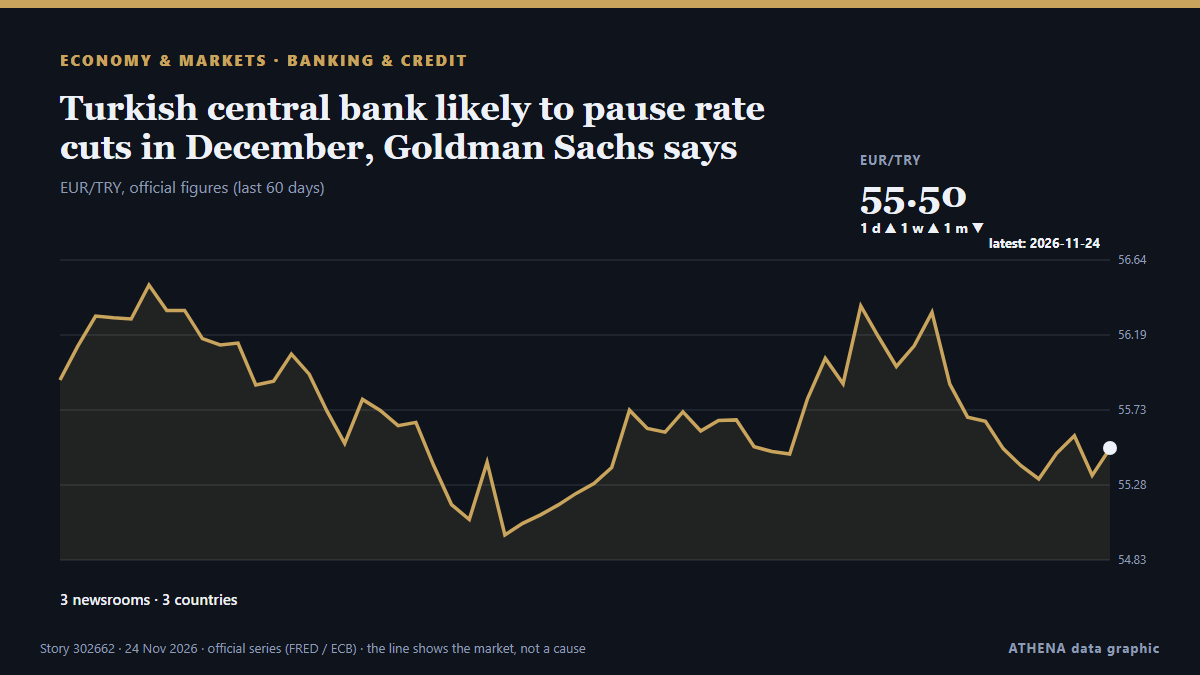 ECONOMY & MARKETS · BANKING & CREDIT
Turkish central bank likely to pause rate
cuts in December, Goldman Sachs says
EUR/TRY, official figures (last 60 days)
EUR/TRY
55.50
1 d ▲ 1 w ▲ 1 m ▼
latest: 2026-11-24
56.64
56.19
55.73
55.28
54.83
3 newsrooms · 3 countries
Story 302662 · 24 Nov 2026 · official series (FRED / ECB) · the line shows the market, not a cause
ATHENA data graphic